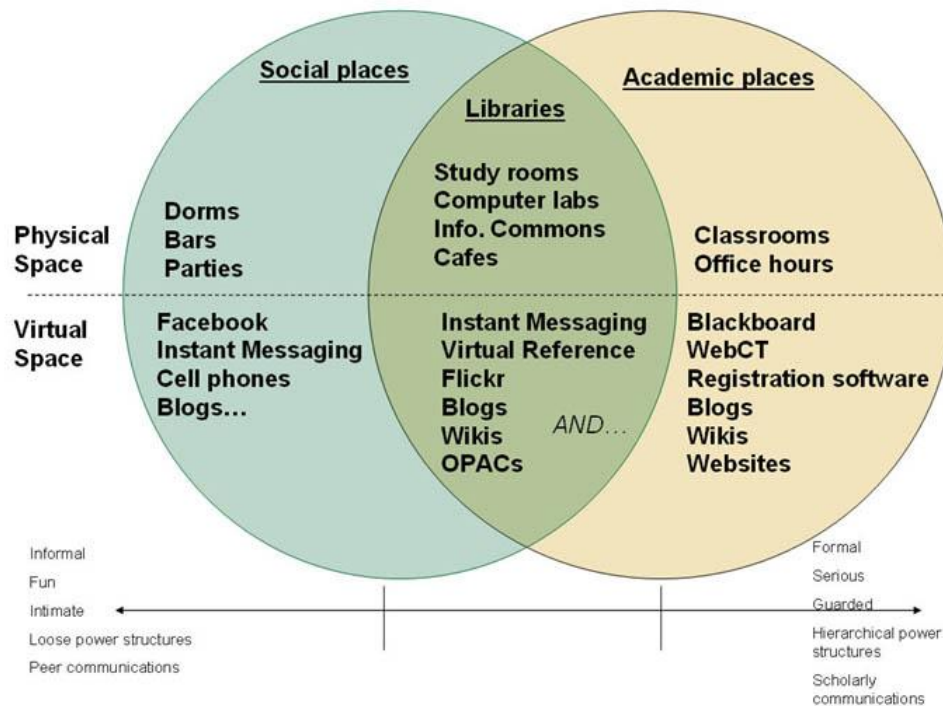 Social places
Academic places
Libraries
Physical
Space
Dorms
Bars
Parties
Study rooms
Computer labs
Info. Commons
Cafes
Classrooms
Office hours
Virtual
Space
Facebook
Instant Messaging
Cell phones
Blogs…
Instant Messaging
Virtual Reference
Flickr
Blogs
Wikis
OPACs
AND…
Blackboard
WebCT
Registration software
Blogs
Wikis
Websites
Informal
Fun
Intimate
Loose power structures
Peer communications
Formal
Serious
Guarded
Hierarchical power
structures
Scholarly
communications